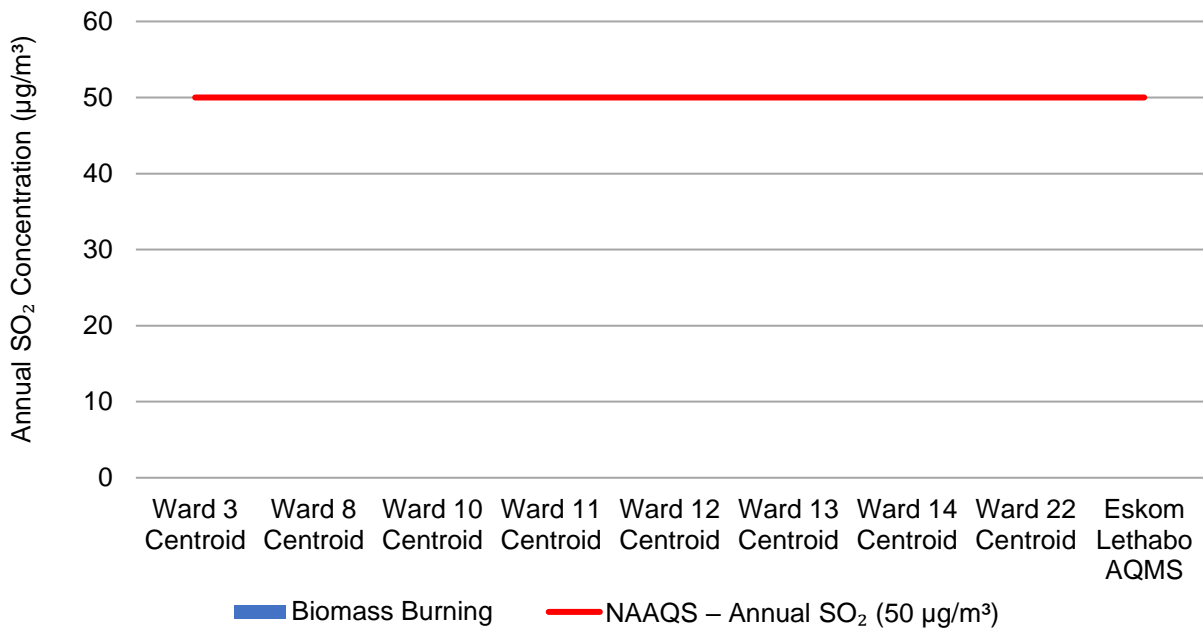 Annual SO₂ Concentration (µg/m³)
60
50
40
30
20
10
0
Ward 3 Centroid
Ward 8 Centroid
Ward 10 Centroid
Ward 11 Centroid
Ward 12 Centroid
Ward 13 Centroid
Ward 14 Centroid
Ward 22 Centroid
Eskom Lethabo AQMS
Biomass Burning
NAAQS – Annual SO₂ (50 µg/m³)